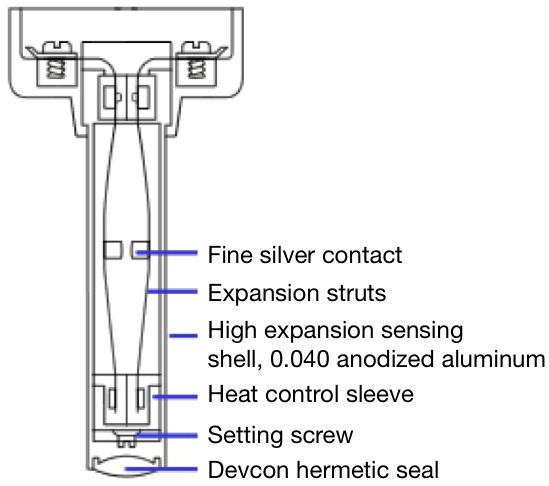 Fine silver contact
Expansion struts
High expansion sensing
shell, 0.040 anodized aluminum
Heat control sleeve
Setting screw
Devcon hermetic seal